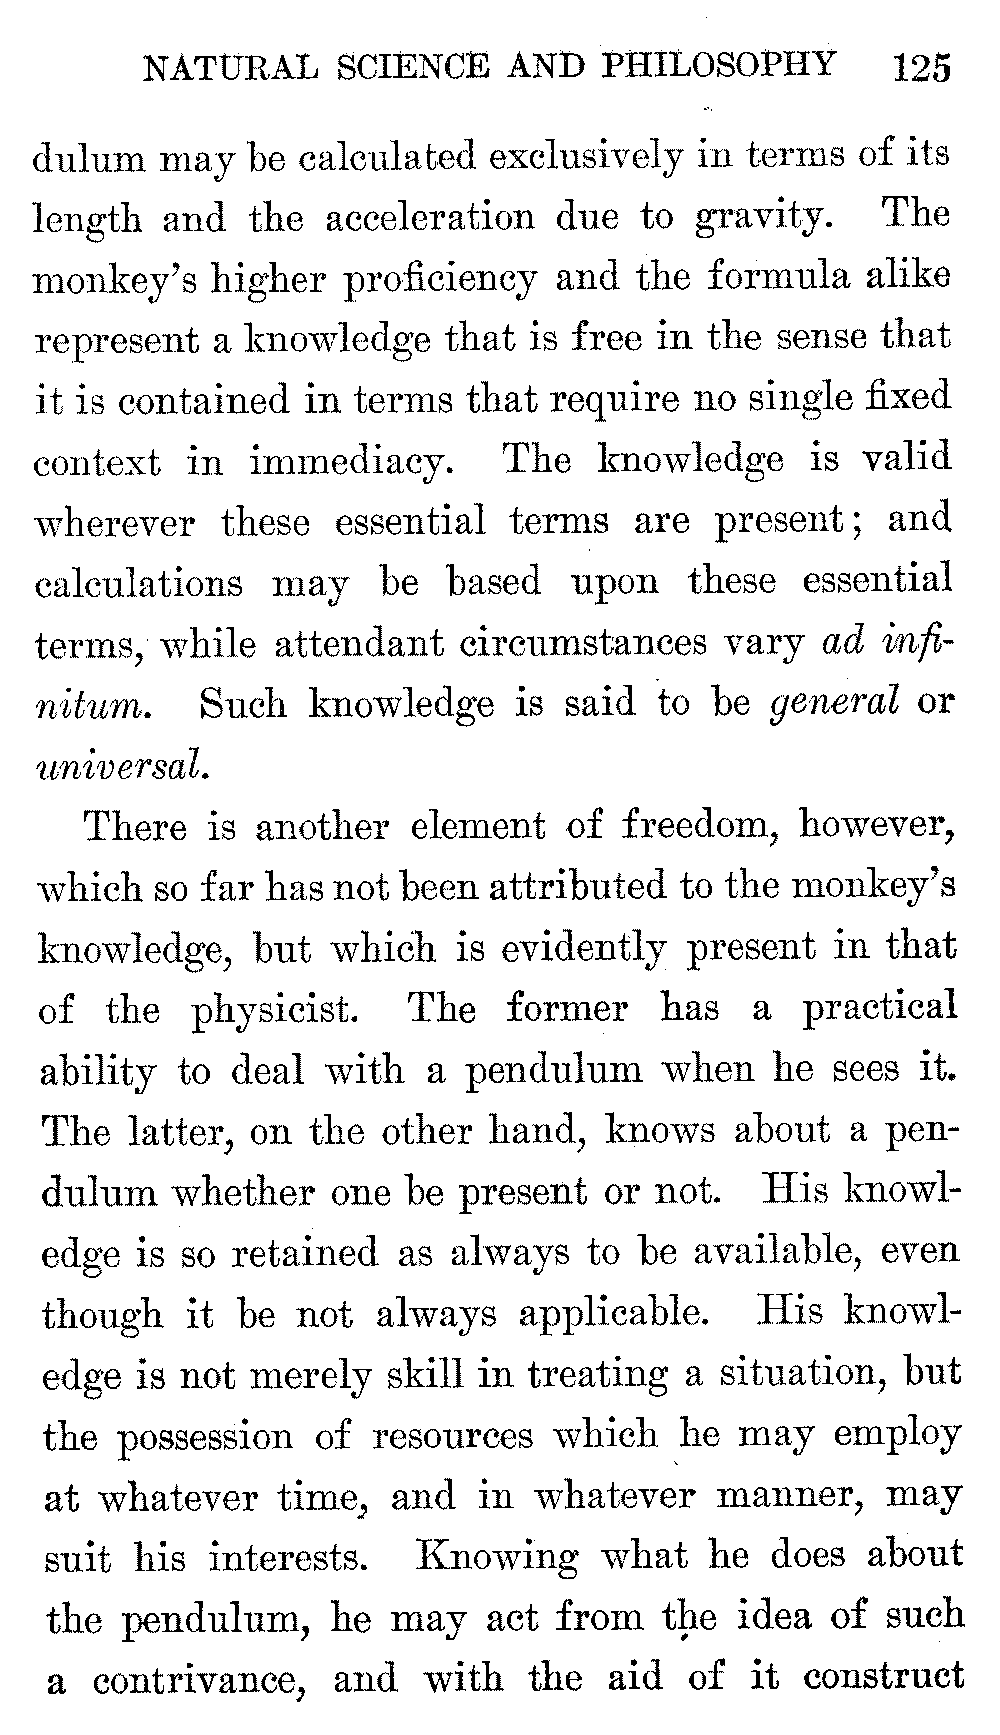 NATURAL SCIENCE AND PHILOSOPHY 125
dulum may be calculated exclusively in terms of its
length and the acceleration due to gravity. The
monkey's higher proficiency and the formula alike
represent a knowledge that is free in the sense that
it is contained in terms that require no single fixed
context in immediacy. The knowledge is valid
wherever these essential terms are present; and
calculations may be based upon these essential
terms, while attendant circumstances vary ad infi-
nitum. Such knowledge is said to be general or
universal.
There is another element of freedom, however,
which so far has not been attributed to the monkey's
knowledge, but which is evidently present in that
of the physicist. The former has a practical
ability to deal with a pendulum when he sees it.
The latter, on the other hand, knows about a pen-
dulum whether one be present or not. His knowl-
edge is so retained as always to be available, even
though it be not always applicable. His knowl-
edge is not merely skill in treating a situation, but
the possession of resources which he may employ
at whatever time, and in whatever manner, may
suit his interests. Knowing what he does about
the pendulum, he may act from the idea of such
a contrivance, and with the aid of it construct